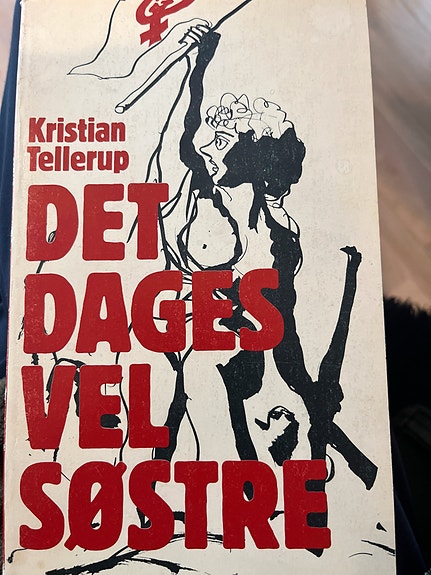 Kristian
Tellerup
DET
DAGES
VEL
SØSTRE